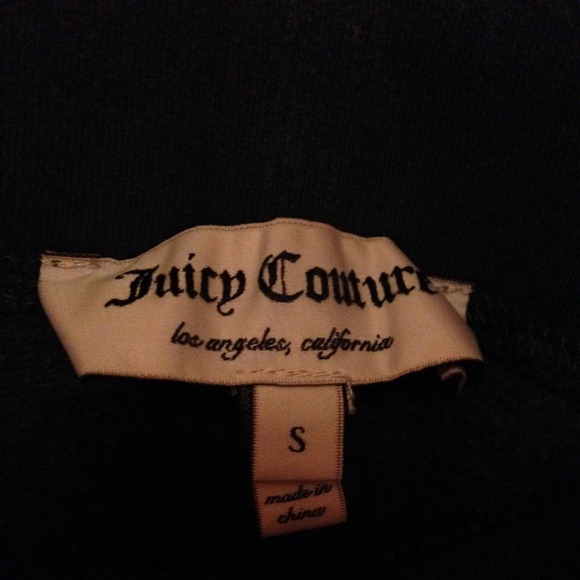 Juicy Couture
los angeles, california
S
made in
china